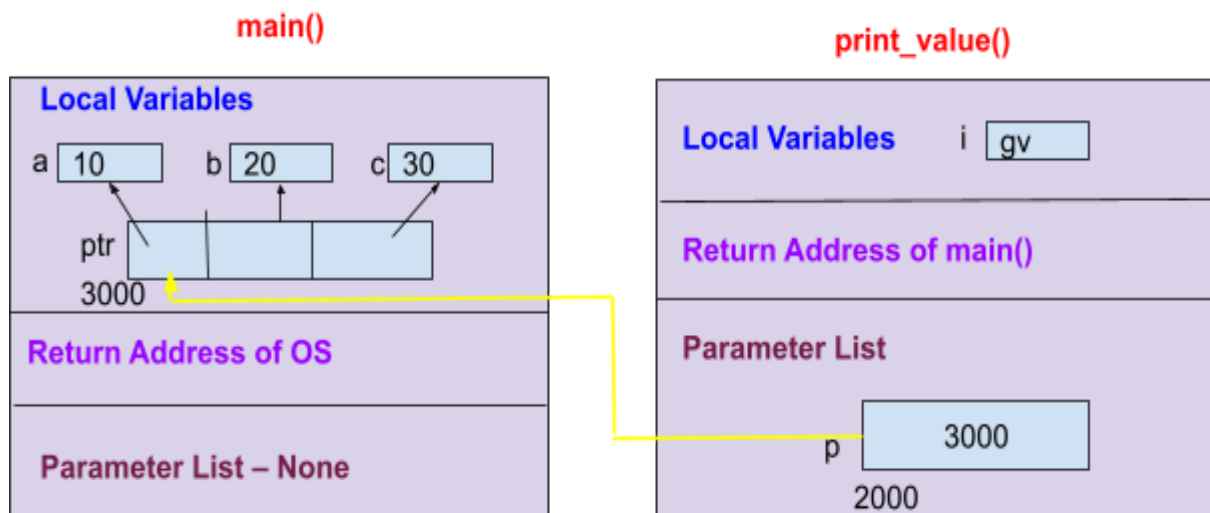 main()
Local Variables
a 10 b 20 c 30
ptr
3000
Return Address of OS
Parameter List – None
print_value()
Local Variables i gv
Return Address of main()
Parameter List
p 3000
2000